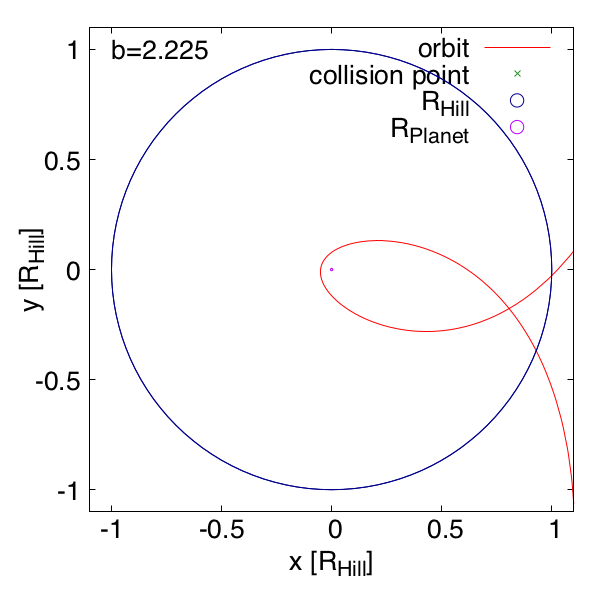 b=2.225
orbit
collision point
R_Hill
R_Planet
1
0.5
0
-0.5
-1
y [R_Hill]
-1
-0.5
0
0.5
1
x [R_Hill]